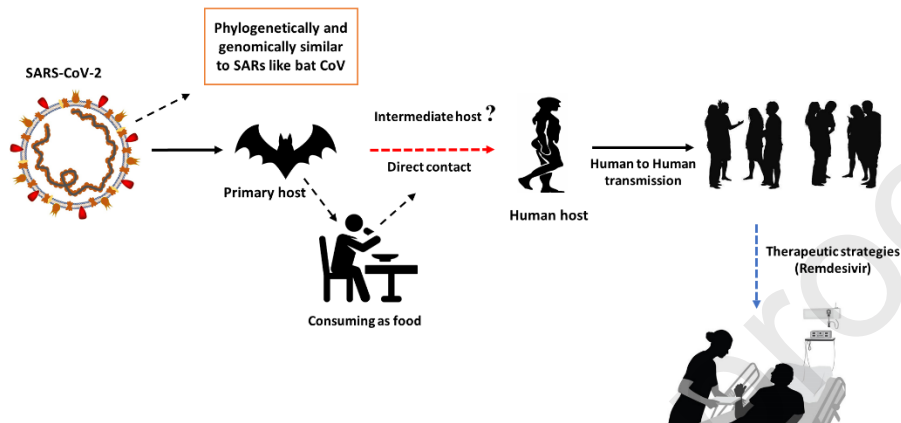 Phylogenetically and
genomically similar
to SARs like bat CoV
SARS-CoV-2
Intermediate host ?
Direct contact
Primary host
Human host
Human to Human
transmission
Consuming as food
Therapeutic strategies
(Remdesivir)